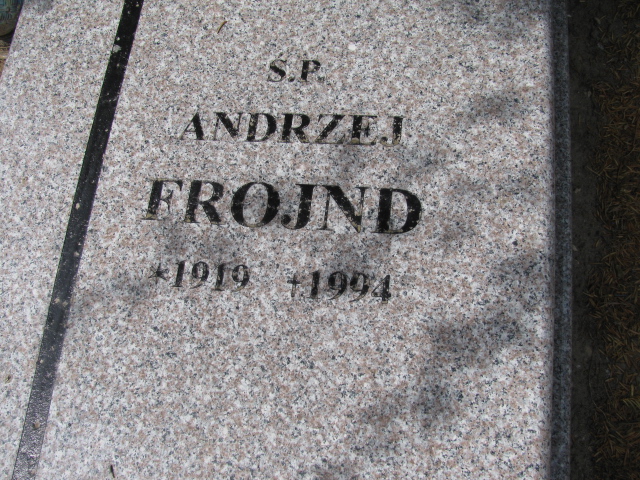 Ś.P.
ANDRZEJ
FROJND
*1919 †1994